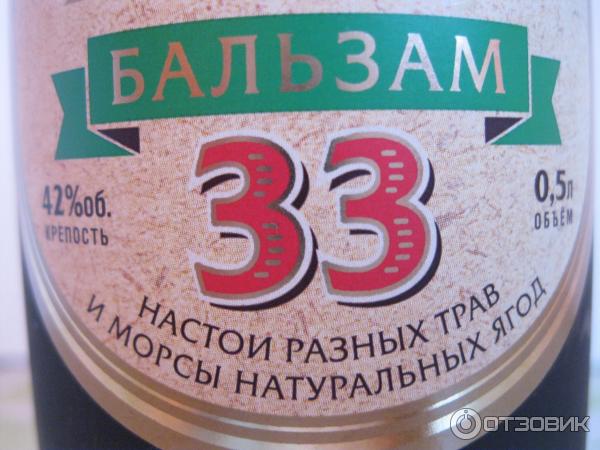 БАЛЬЗАМ
33
42%об.
КРЕПОСТЬ
0,5л
ОБЪЁМ
НАСТОИ РАЗНЫХ ТРАВ
И МОРСЫ НАТУРАЛЬНЫХ ЯГОД
ОТЗОВИК